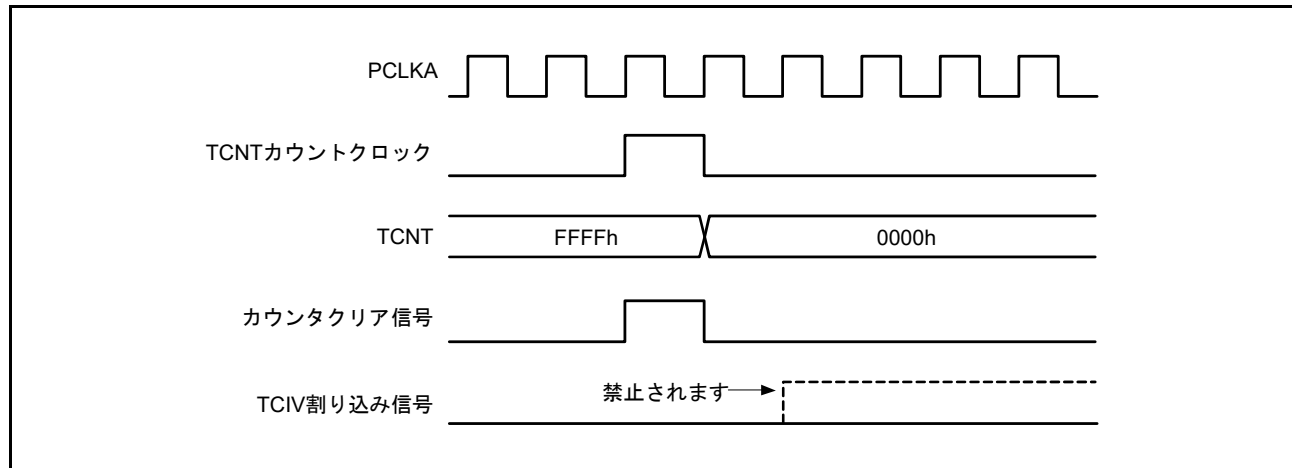 PCLKA
TCNTカウントクロック
TCNT
FFFFh
0000h
カウンタクリア信号
禁止されます
TCIV割り込み信号